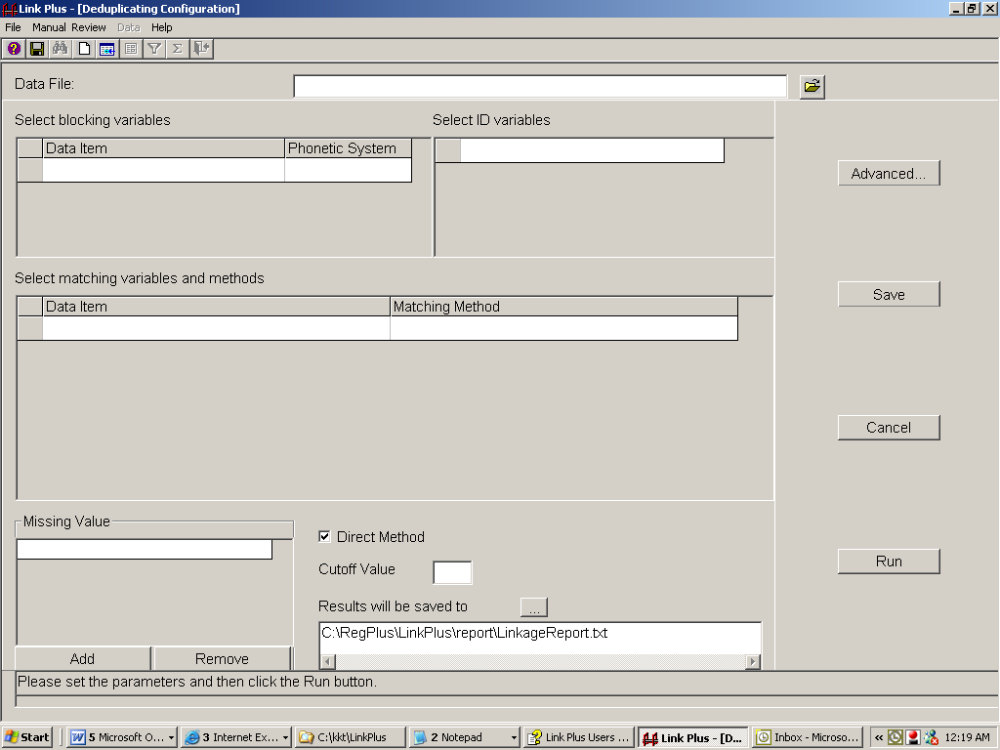 Link Plus - [Deduplicating Configuration]
File Manual Review Data Help
Data File:
Select blocking variables
Select ID variables
Data Item Phonetic System
Advanced...
Select matching variables and methods
Save
Data Item Matching Method
Cancel
Missing Value
Direct Method
Cutoff Value
Run
Results will be saved to ...
C:\RegPlus\LinkPlus\report\LinkageReport.txt
Add Remove
Please set the parameters and then click the Run button.
Start 5 Microsoft O... 3 Internet Ex... C:\kkt\LinkPlus 2 Notepad Link Plus Users ... Link Plus - [D... Inbox - Microso... « 12:19 AM